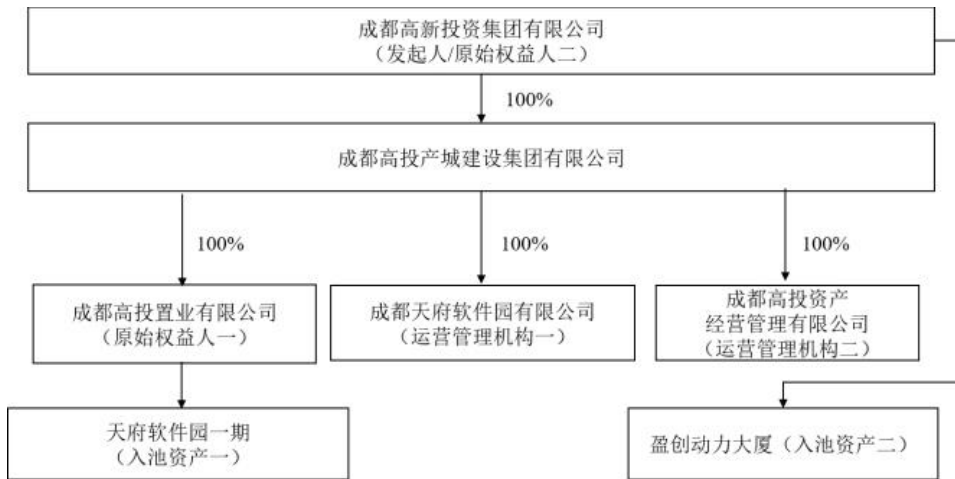 成都高新投资集团有限公司
（发起人/原始权益人二）
100%
成都高投产城建设集团有限公司
100%
100%
100%
成都高投置业有限公司
（原始权益人一）
成都天府软件园有限公司
（运营管理机构一）
成都高投资产
经营管理有限公司
（运营管理机构二）
天府软件园一期
（入池资产一）
盈创动力大厦（入池资产二）